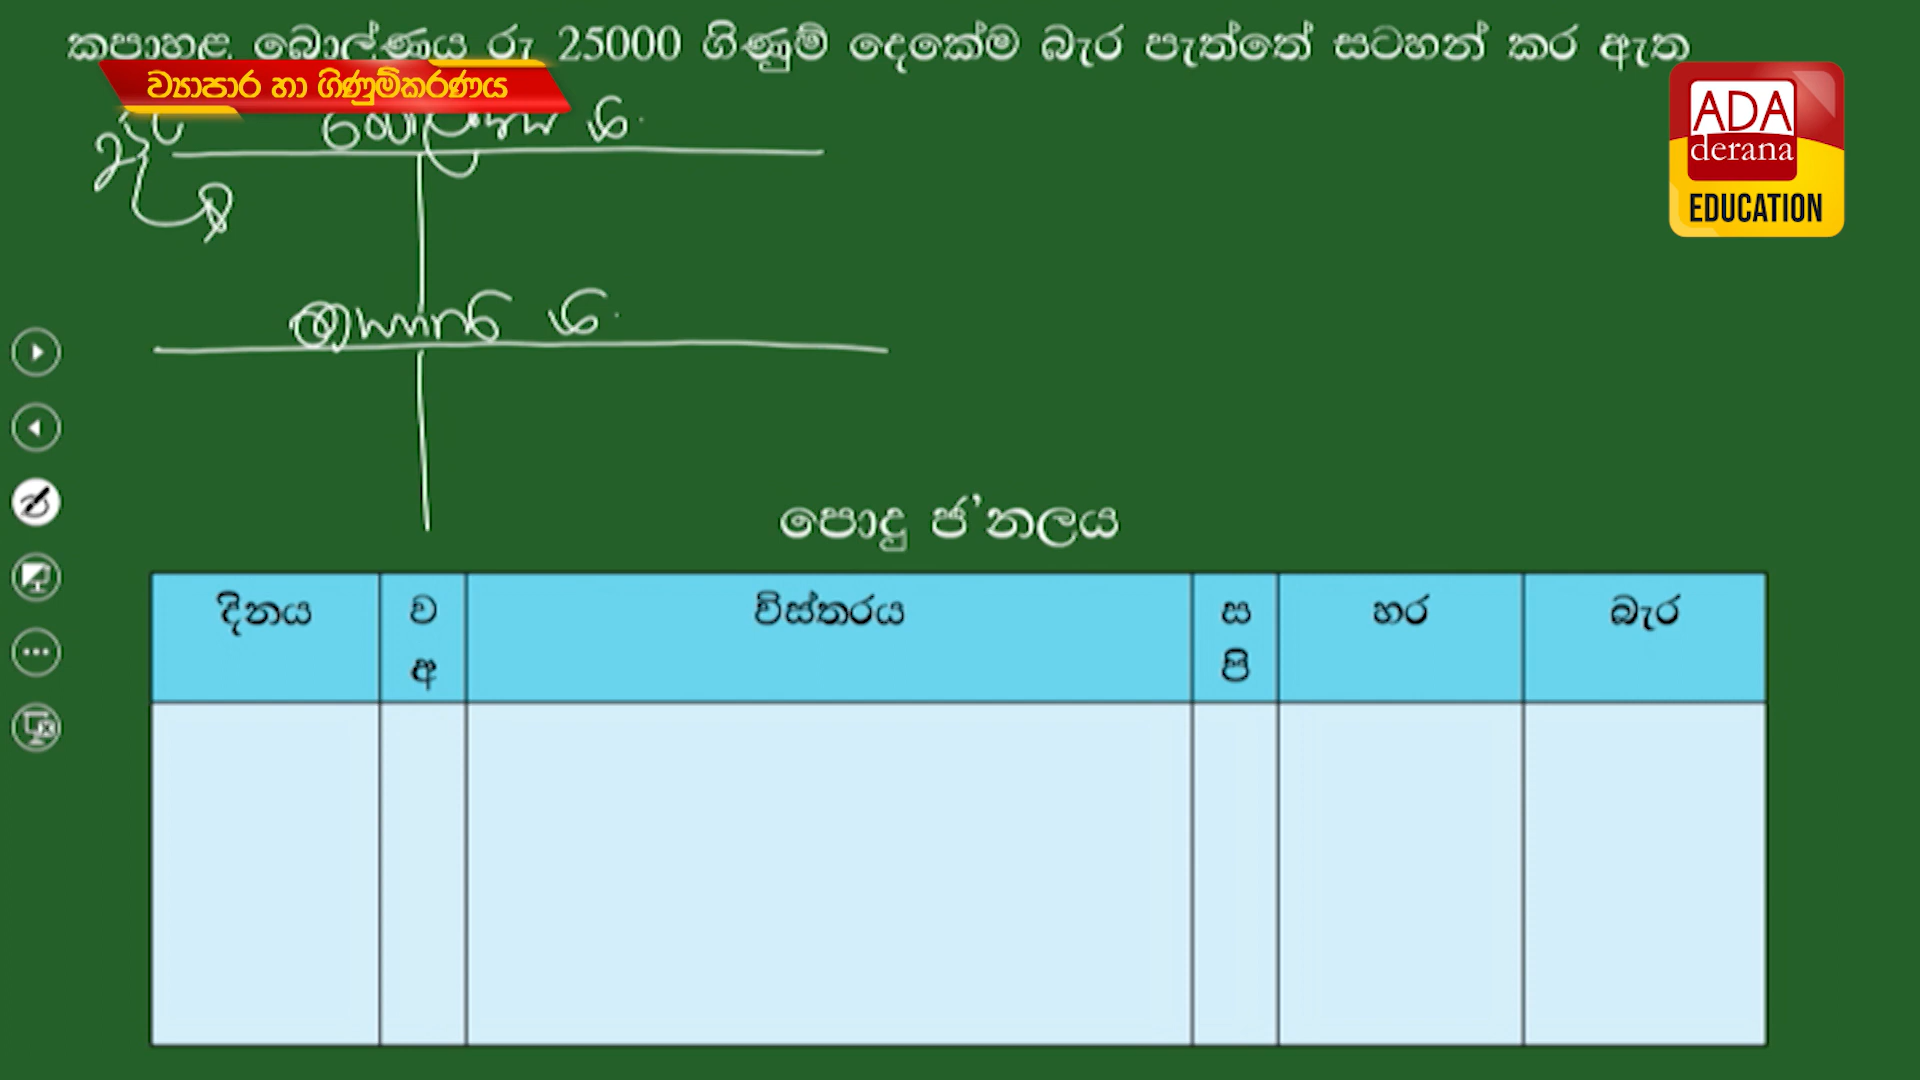 කපාහළ බොල්ණය රු 25000 ගිණුම් දෙකේම බැර පැත්තේ සටහන් කර ඇත
ව්‍යාපාර හා ගිණුම්කරණය
ADA
derana
EDUCATION
ගි.
ගි.
පොදු ජ'නලය
දිනය ව අ විස්තරය ස පි හර බැර